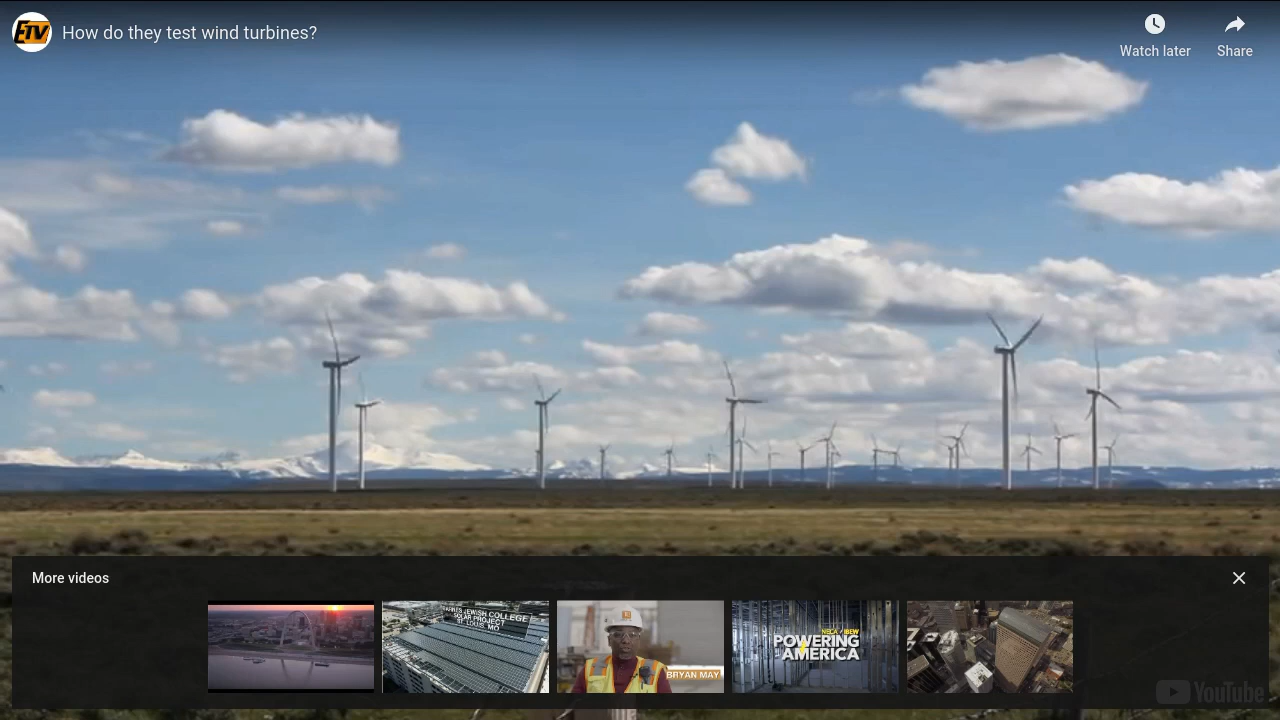 ETV
How do they test wind turbines?
Watch later
Share
More videos
BARNES JEWISH COLLEGE
SOLAR PROJECT
ST. LOUIS, MO
BRYAN MAY
NECA / IBEW
POWERING
AMERICA
YouTube